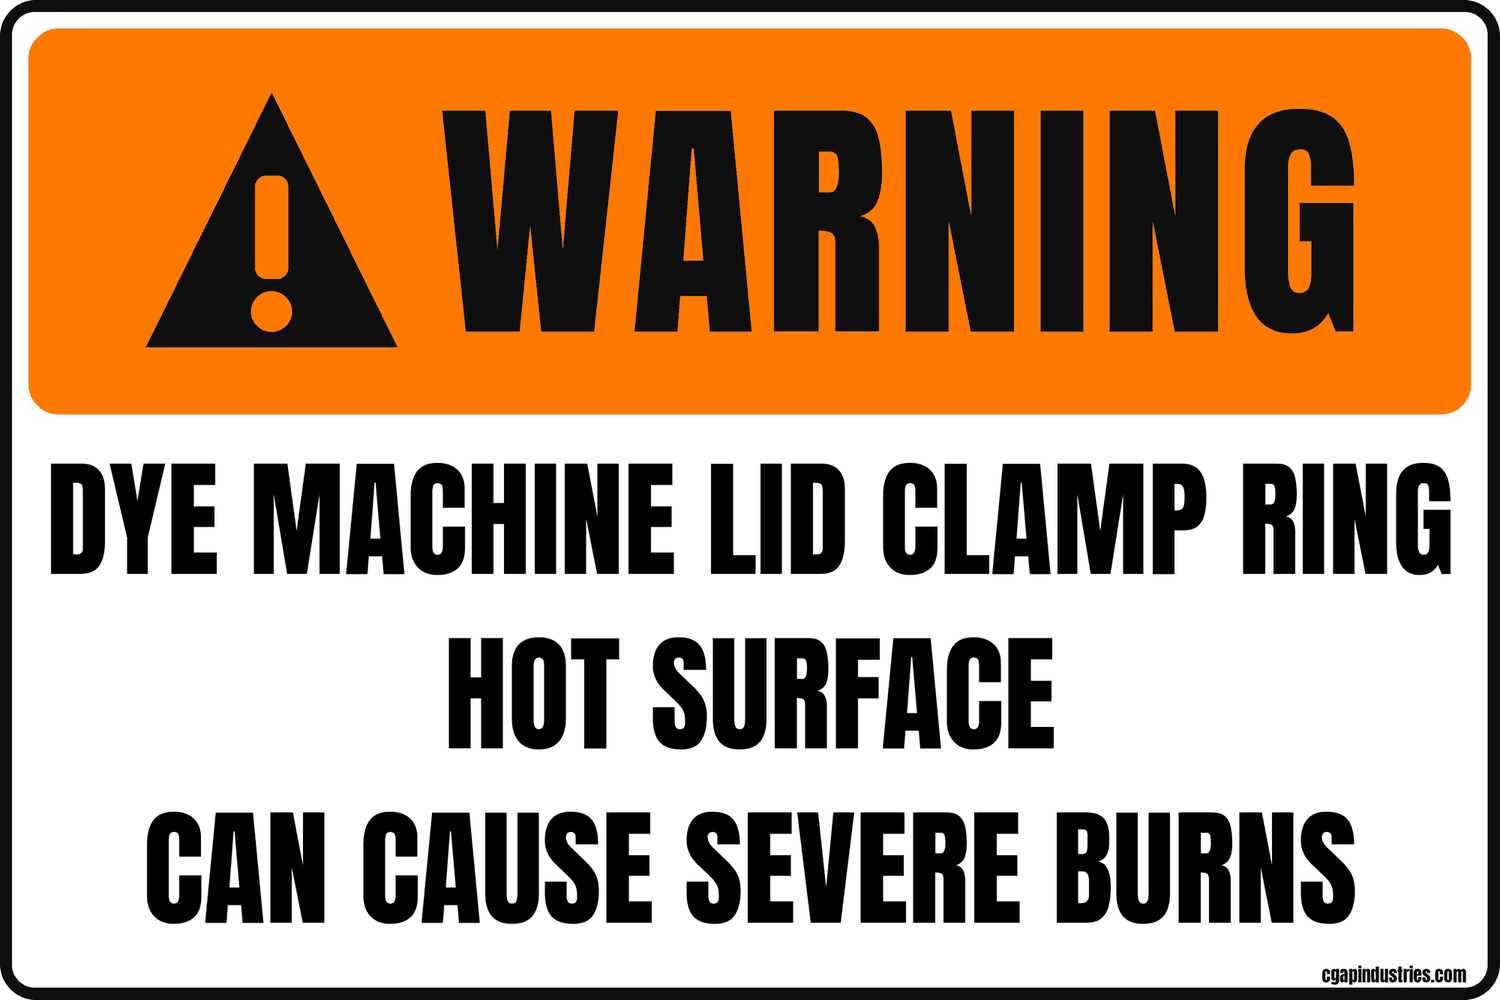 WARNING
DYE MACHINE LID CLAMP RING
HOT SURFACE
CAN CAUSE SEVERE BURNS
cgapindustries.com